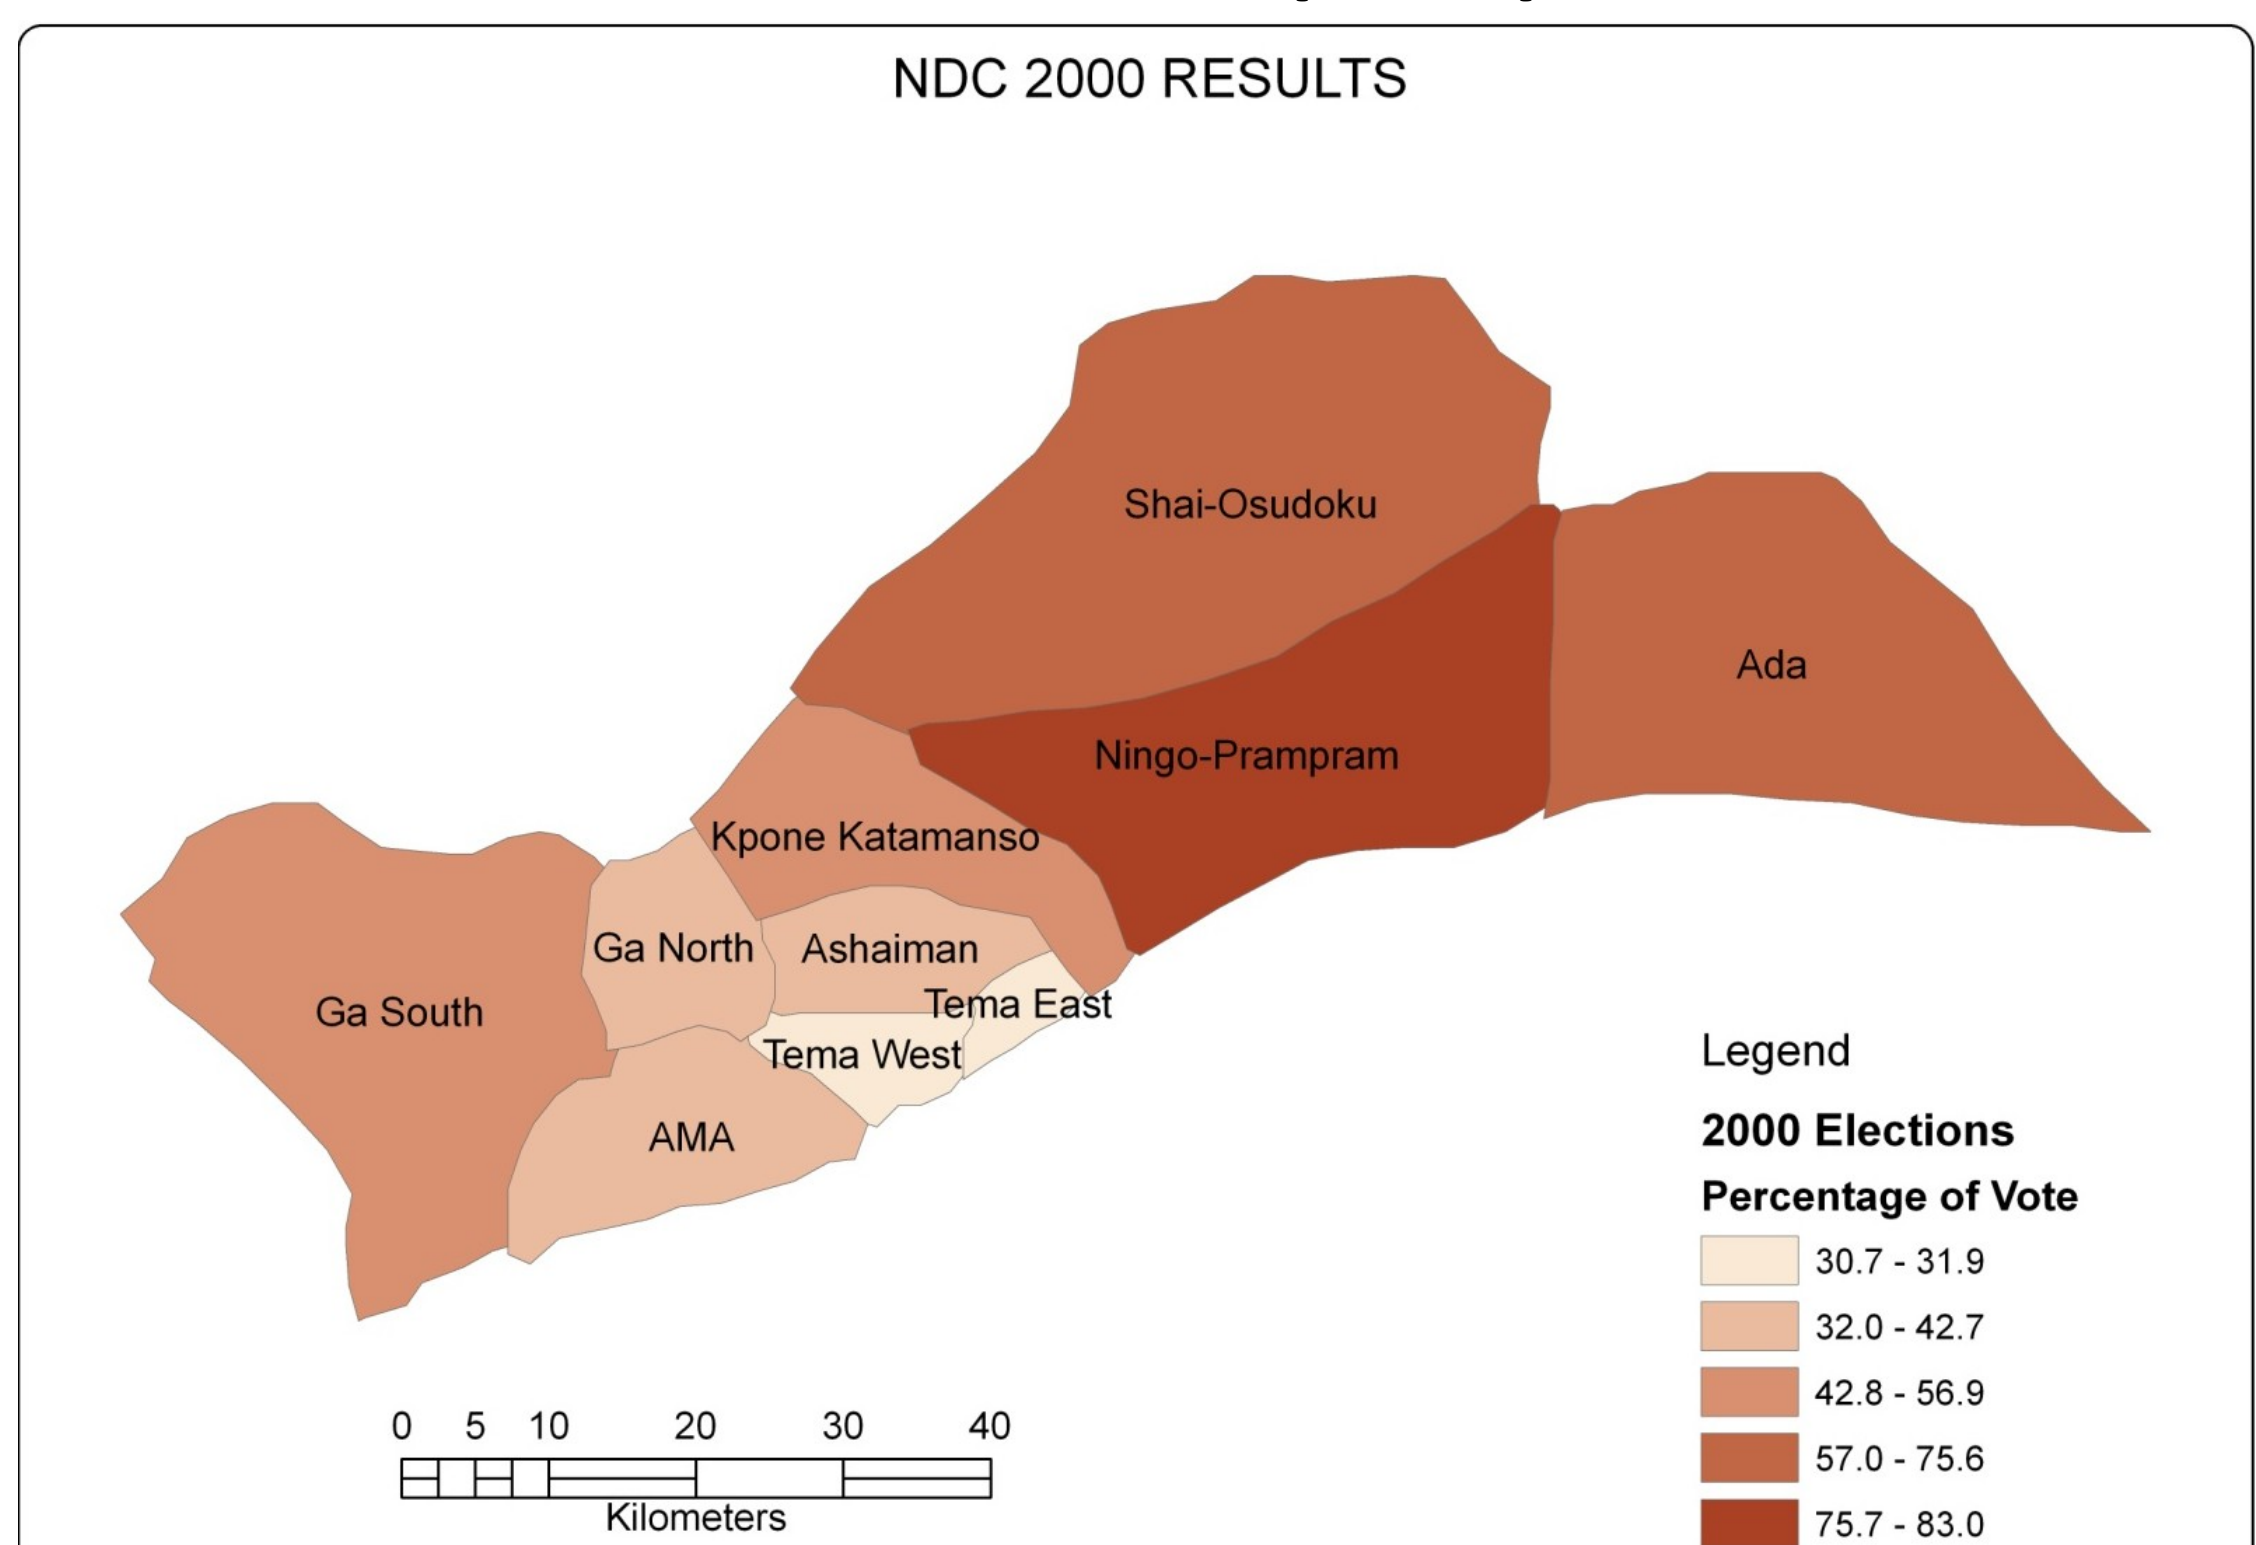 NDC 2000 RESULTS
Shai-Osudoku
Ada
Ningo-Prampram
Kpone Katamanso
Ga North
Ashaiman
Tema East
Ga South
Tema West
AMA
Legend
2000 Elections
Percentage of Vote
30.7 - 31.9
32.0 - 42.7
42.8 - 56.9
57.0 - 75.6
75.7 - 83.0
0 5 10 20 30 40
Kilometers